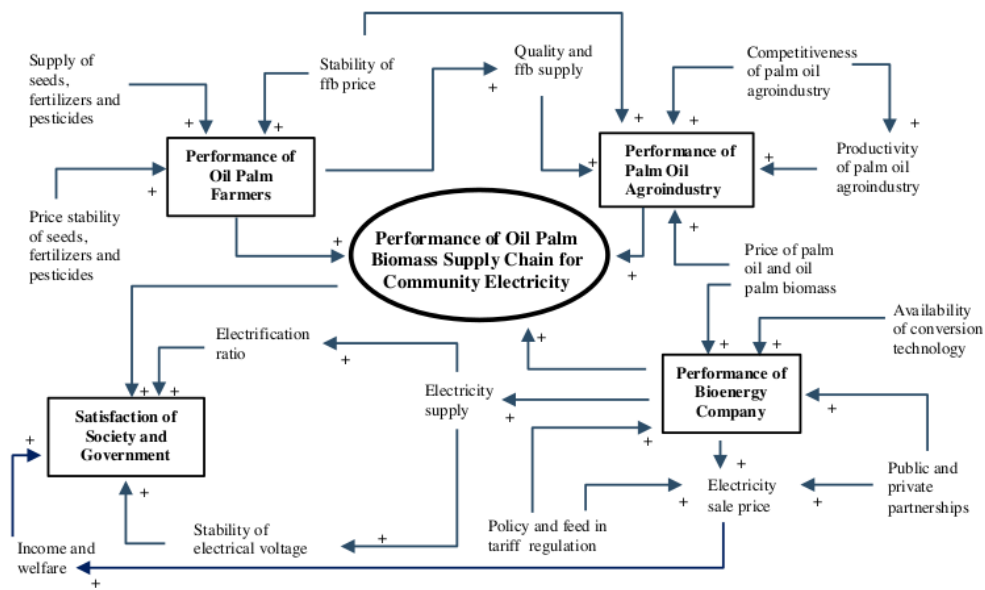 Supply of
seeds,
fertilizers and
pesticides
Stability of
ffb price
Quality and
ffb supply
Competitiveness
of palm oil
agroindustry
+
+
+
+
+
+
Performance of
Oil Palm
Farmers
+
Performance of
Palm Oil
Agroindustry
+
+
Productivity
of palm oil
agroindustry
Price stability
of seeds,
fertilizers and
pesticides
+
Performance of Oil Palm
Biomass Supply Chain for
Community Electricity
+
+
Price of palm
oil and oil
palm biomass
Availability
of conversion
technology
Electrification
ratio
+
+
+
+
Electricity
supply
+
Performance of
Bioenergy
Company
+
+
+
Satisfaction of
Society and
Government
+
+
+
Electricity
sale price
+
+
Public and
private
partnerships
+
Stability of
electrical voltage
+
Policy and feed in
tariff regulation
Income and
welfare
+